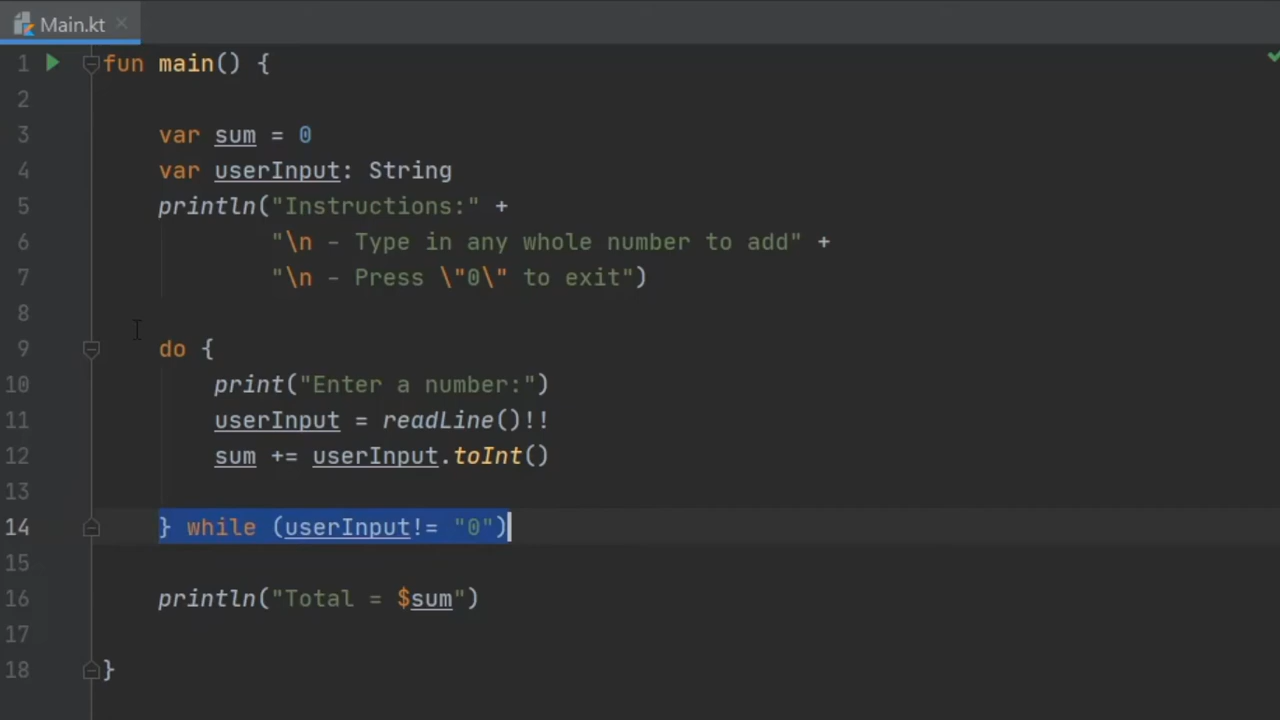 Main.kt
1 fun main() {
2
3 var sum = 0
4 var userInput: String
5 println("Instructions:" +
6 "\n - Type in any whole number to add" +
7 "\n - Press \"0\" to exit")
8
9 do {
10 print("Enter a number:")
11 userInput = readLine()!!
12 sum += userInput.toInt()
13
14 } while (userInput!= "0")
15
16 println("Total = $sum")
17
18 }